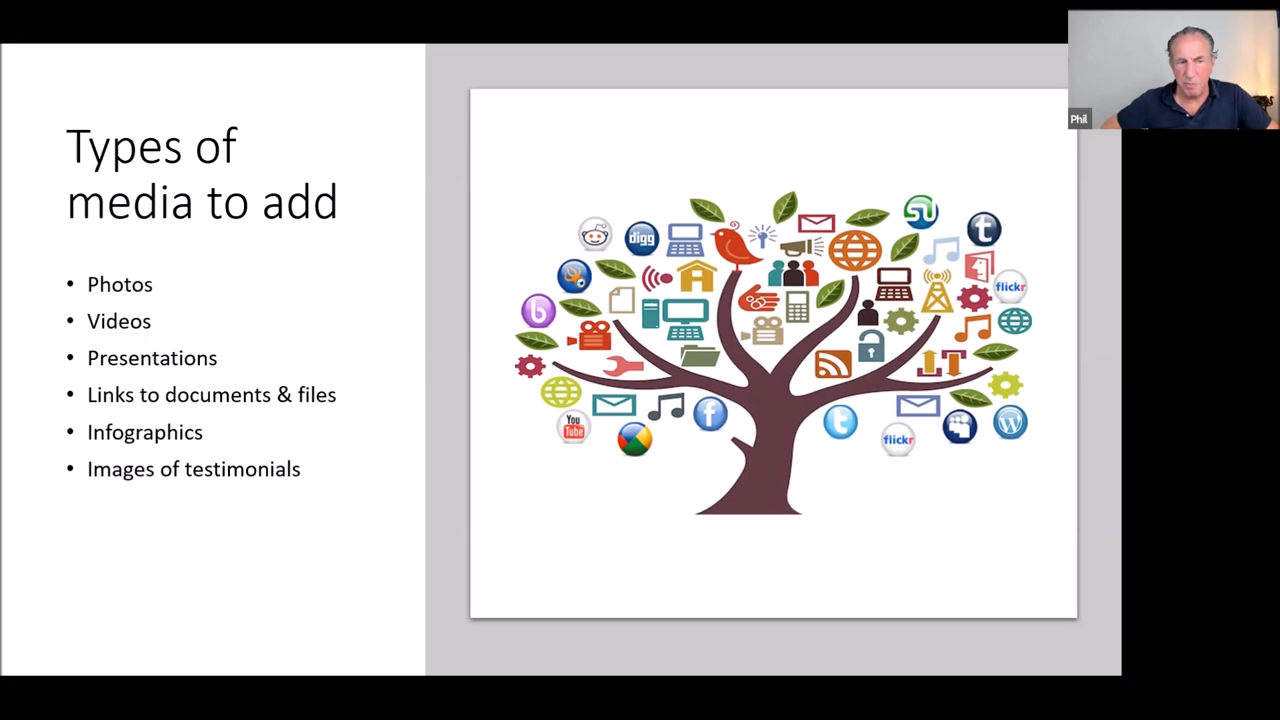 Types of
media to add
• Photos
• Videos
• Presentations
• Links to documents & files
• Infographics
• Images of testimonials
digg
flickr
You
Tube
flickr
Phil